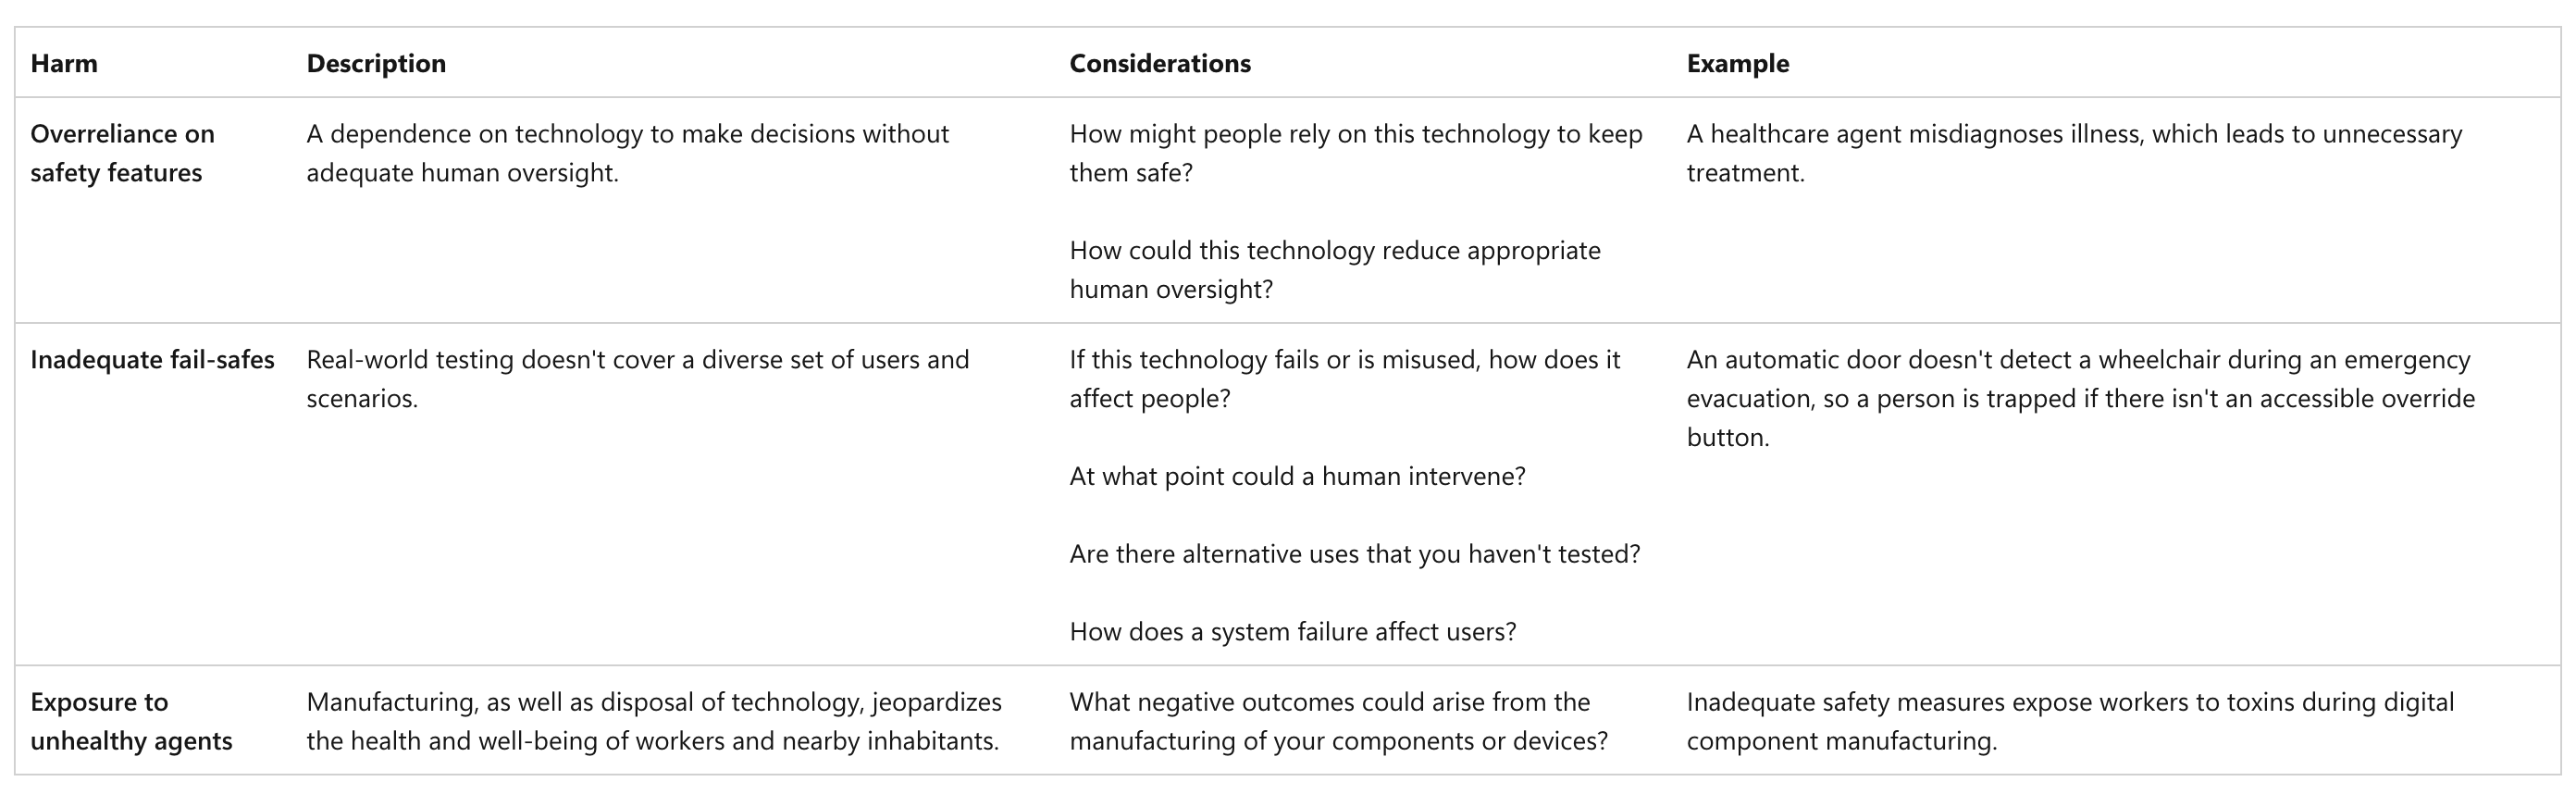 Harm
Description
Considerations
Example
Overreliance on
safety features
A dependence on technology to make decisions without
adequate human oversight.
How might people rely on this technology to keep
them safe?
How could this technology reduce appropriate
human oversight?
A healthcare agent misdiagnoses illness, which leads to unnecessary
treatment.
Inadequate fail-safes
Real-world testing doesn't cover a diverse set of users and
scenarios.
If this technology fails or is misused, how does it
affect people?
At what point could a human intervene?
Are there alternative uses that you haven't tested?
How does a system failure affect users?
An automatic door doesn't detect a wheelchair during an emergency
evacuation, so a person is trapped if there isn't an accessible override
button.
Exposure to
unhealthy agents
Manufacturing, as well as disposal of technology, jeopardizes
the health and well-being of workers and nearby inhabitants.
What negative outcomes could arise from the
manufacturing of your components or devices?
Inadequate safety measures expose workers to toxins during digital
component manufacturing.